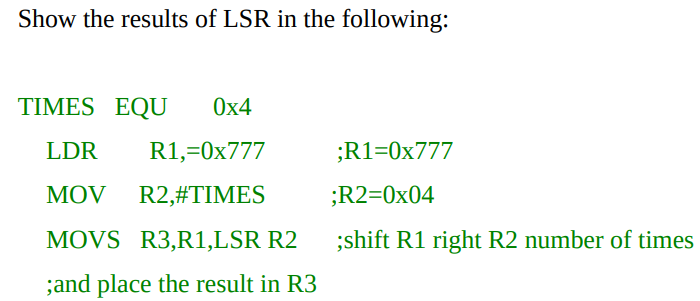 Show the results of LSR in the following:
TIMES EQU 0x4
LDR R1,=0x777 ;R1=0x777
MOV R2,#TIMES ;R2=0x04
MOVS R3,R1,LSR R2 ;shift R1 right R2 number of times
;and place the result in R3